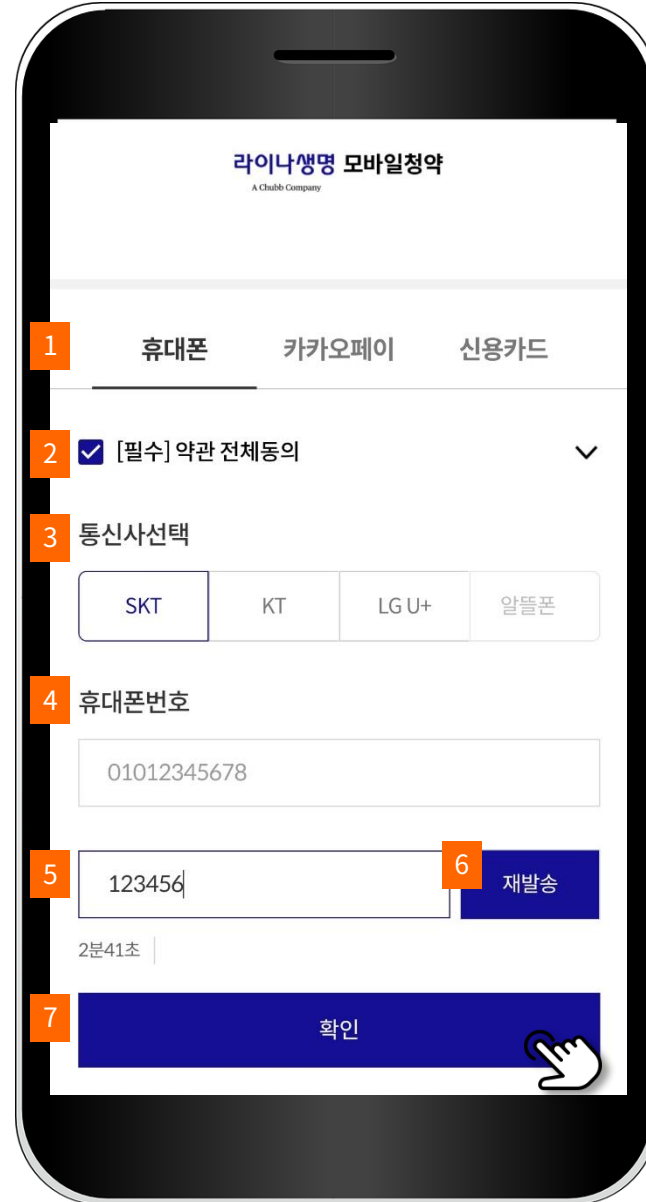 라이나생명 모바일청약
A Chubb Company
1 휴대폰 카카오페이 신용카드
2 [필수] 약관 전체동의
3 통신사선택
SKT KT LG U+ 알뜰폰
4 휴대폰번호
01012345678
5 123456 6 재발송
2분41초
7 확인